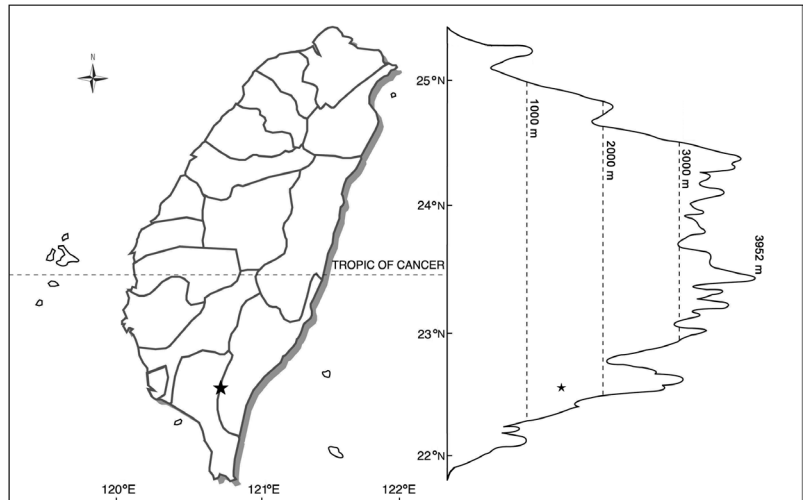 N
25°N
1000 m
2000 m
3000 m
24°N
3952 m
TROPIC OF CANCER
23°N
22°N
120°E
121°E
122°E